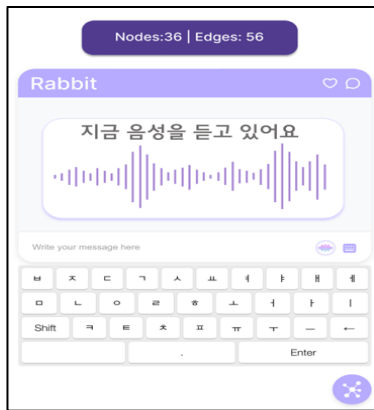 Nodes:36 | Edges: 56
Rabbit
지금 음성을 듣고 있어요
Write your message here
ㅂ ㅈ ㄷ ㄱ ㅅ ㅛ ㅕ ㅑ ㅐ ㅔ
ㅁ ㄴ ㅇ ㄹ ㅎ ㅗ ㅓ ㅏ ㅣ
Shift ㅋ ㅌ ㅊ ㅍ ㅠ ㅜ ㅡ ←
. Enter